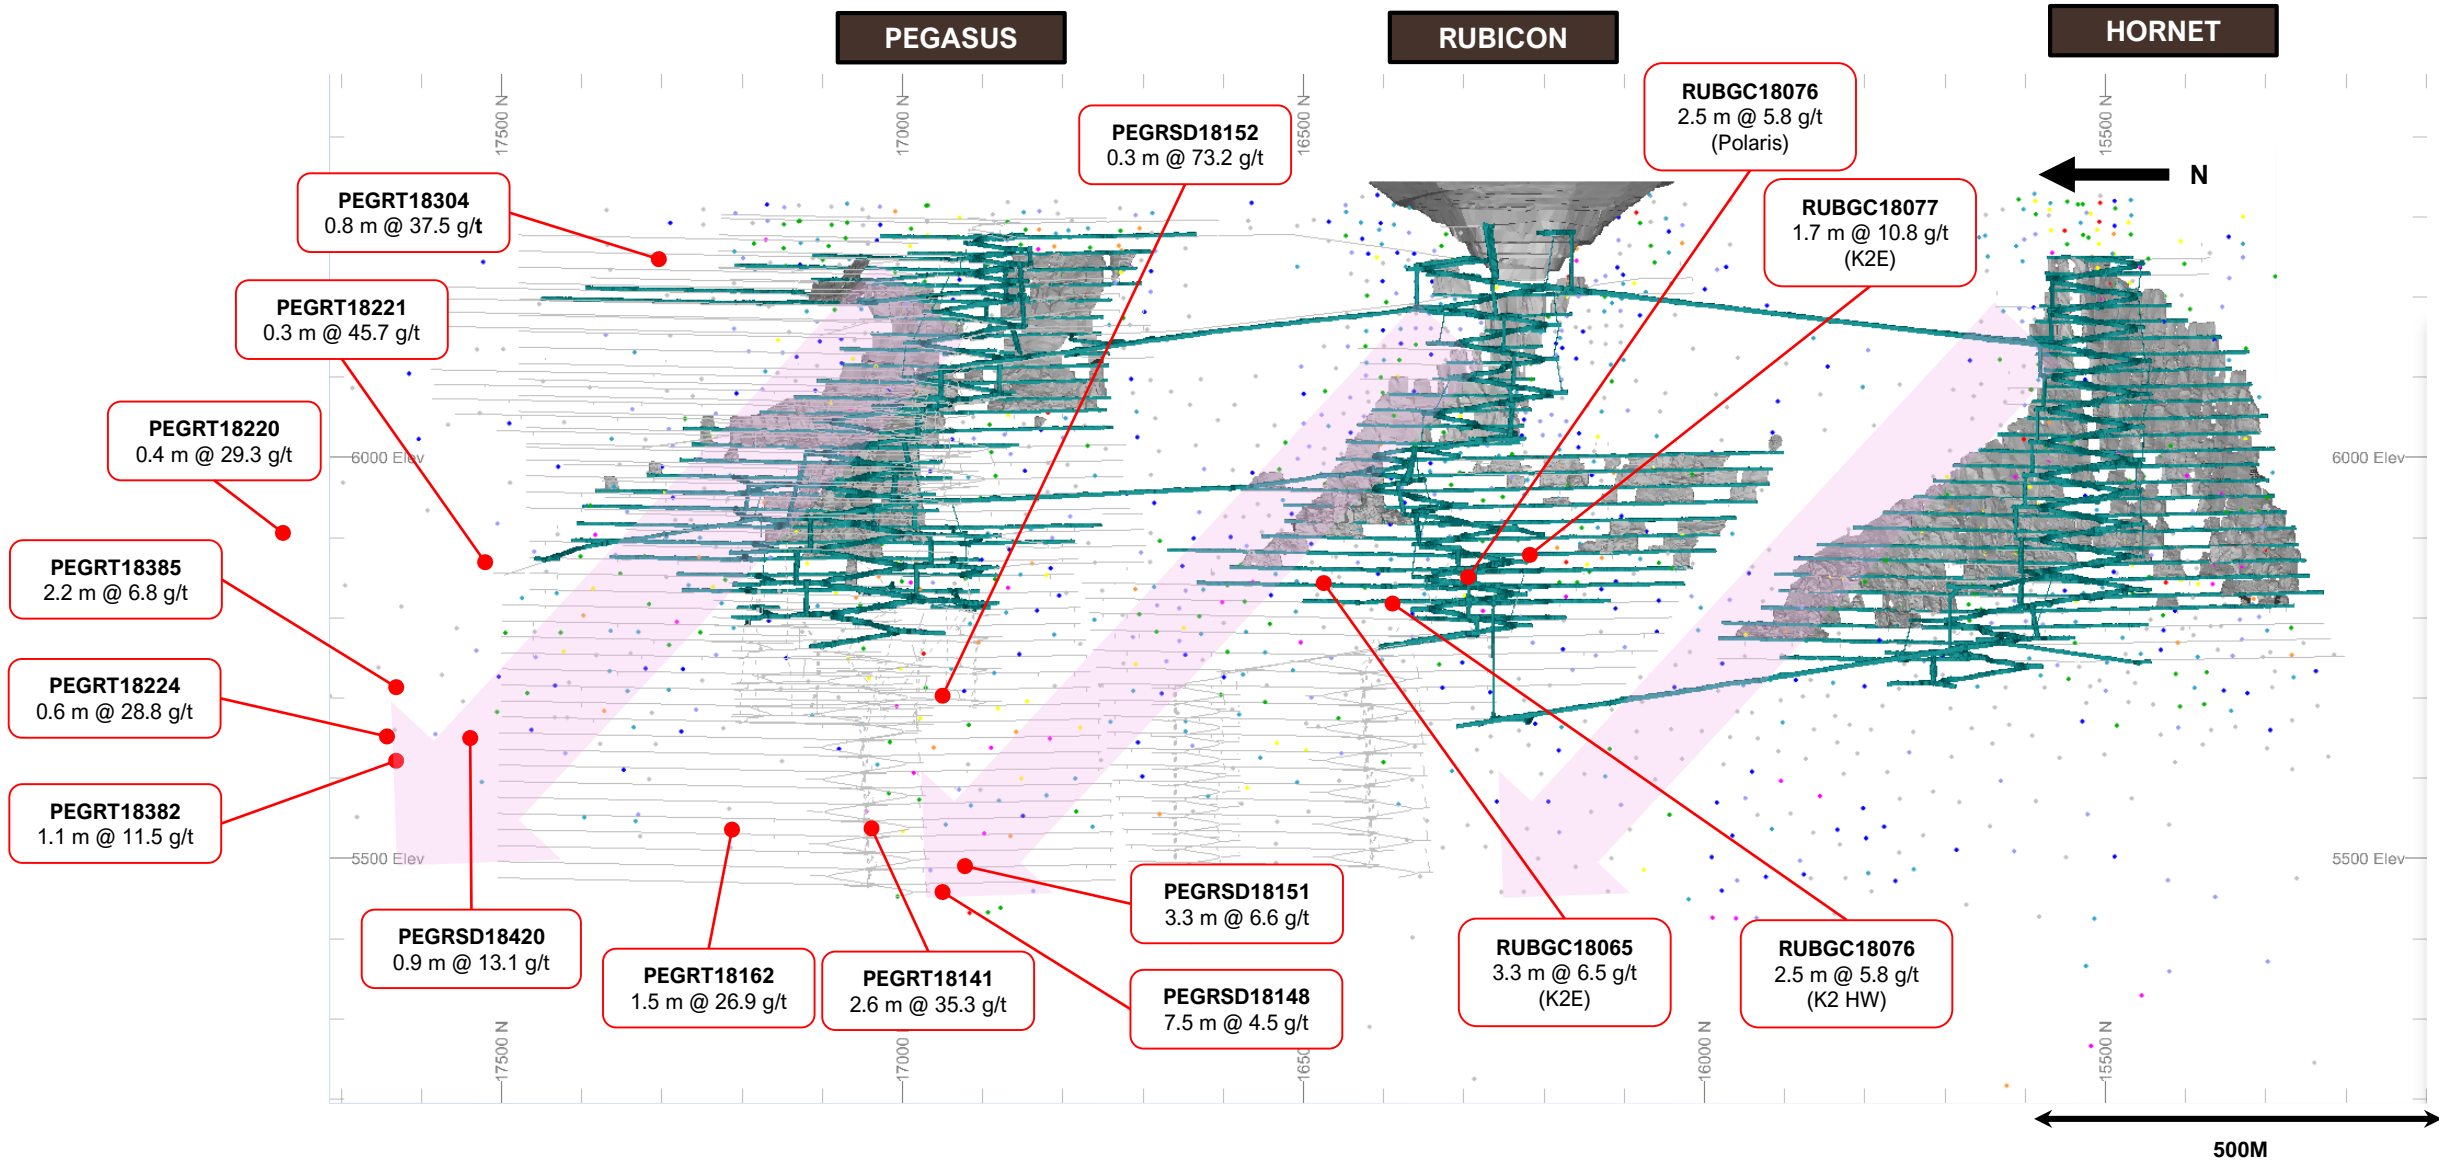 PEGASUS
RUBICON
HORNET
17500 N
17000 N
16500 N
15500 N
N
PEGRSD18152
0.3 m @ 73.2 g/t
RUBGC18076
2.5 m @ 5.8 g/t
(Polaris)
PEGRT18304
0.8 m @ 37.5 g/t
RUBGC18077
1.7 m @ 10.8 g/t
(K2E)
PEGRT18221
0.3 m @ 45.7 g/t
PEGRT18220
0.4 m @ 29.3 g/t
6000 Elev
6000 Elev
PEGRT18385
2.2 m @ 6.8 g/t
PEGRT18224
0.6 m @ 28.8 g/t
PEGRT18382
1.1 m @ 11.5 g/t
5500 Elev
5500 Elev
PEGRSD18420
0.9 m @ 13.1 g/t
PEGRT18162
1.5 m @ 26.9 g/t
PEGRT18141
2.6 m @ 35.3 g/t
PEGRSD18151
3.3 m @ 6.6 g/t
PEGRSD18148
7.5 m @ 4.5 g/t
RUBGC18065
3.3 m @ 6.5 g/t
(K2E)
RUBGC18076
2.5 m @ 5.8 g/t
(K2 HW)
17500 N
17000 N
16000 N
15500 N
500M